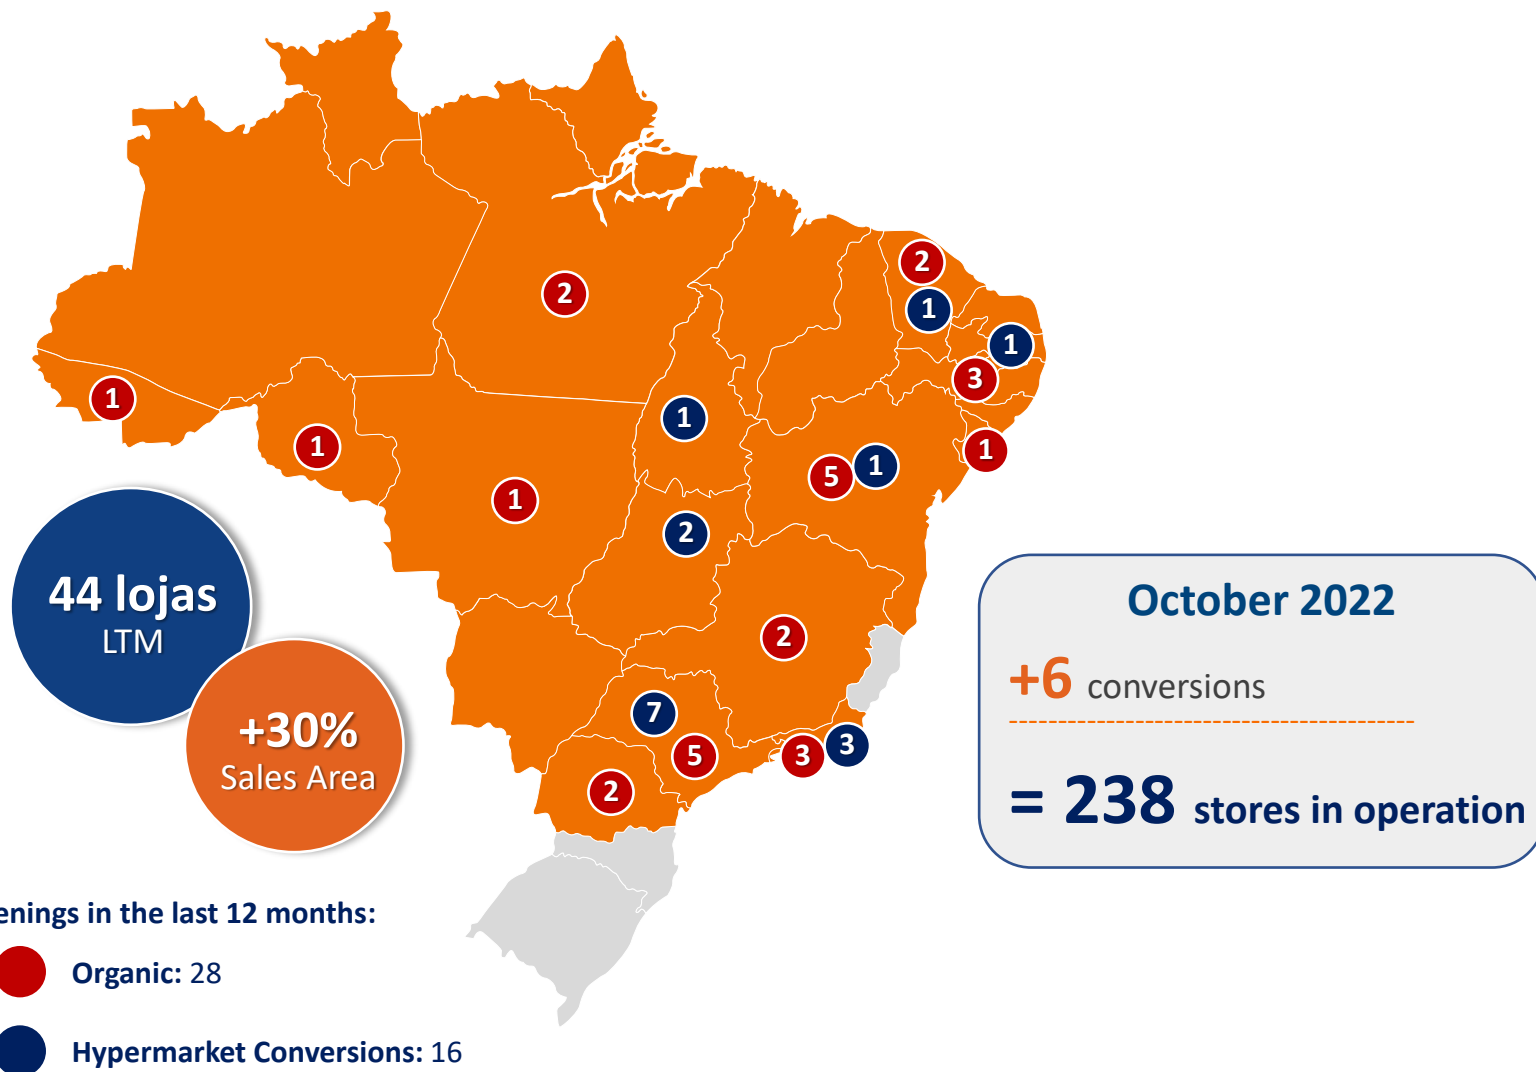 2
1
2
1
3
1
1
1
1
5
1
1
2
2
7
5
3
3
2
44 lojas
LTM
+30%
Sales Area
October 2022
+6 conversions
= 238 stores in operation
enings in the last 12 months:
Organic: 28
Hypermarket Conversions: 16